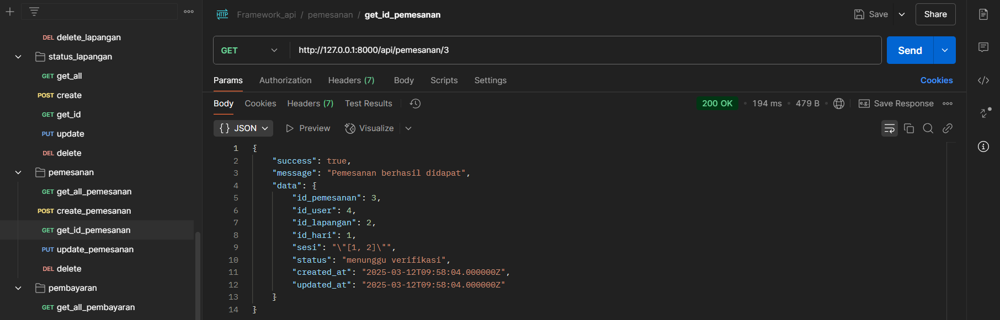 DEL delete_lapangan
status_lapangan
GET get_all
POST create
GET get_id
PUT update
DEL delete
pemesanan
GET get_all_pemesanan
POST create_pemesanan
GET get_id_pemesanan
PUT update_pemesanan
DEL delete
pembayaran
GET get_all_pembayaran
HTTP Framework_api / pemesanan / get_id_pemesanan
Save
Share
GET http://127.0.0.1:8000/api/pemesanan/3
Send
Params Authorization Headers (7) Body Scripts Settings Cookies
Body Cookies Headers (7) Test Results 200 OK • 194 ms • 479 B • e.g. Save Response
{} JSON Preview Visualize
1 {
2 "success": true,
3 "message": "Pemesanan berhasil didapat",
4 "data": {
5 "id_pemesanan": 3,
6 "id_user": 4,
7 "id_lapangan": 2,
8 "id_hari": 1,
9 "sesi": "\"[1, 2]\"",
10 "status": "menunggu verifikasi",
11 "created_at": "2025-03-12T09:58:04.000000Z",
12 "updated_at": "2025-03-12T09:58:04.000000Z"
13 }
14 }